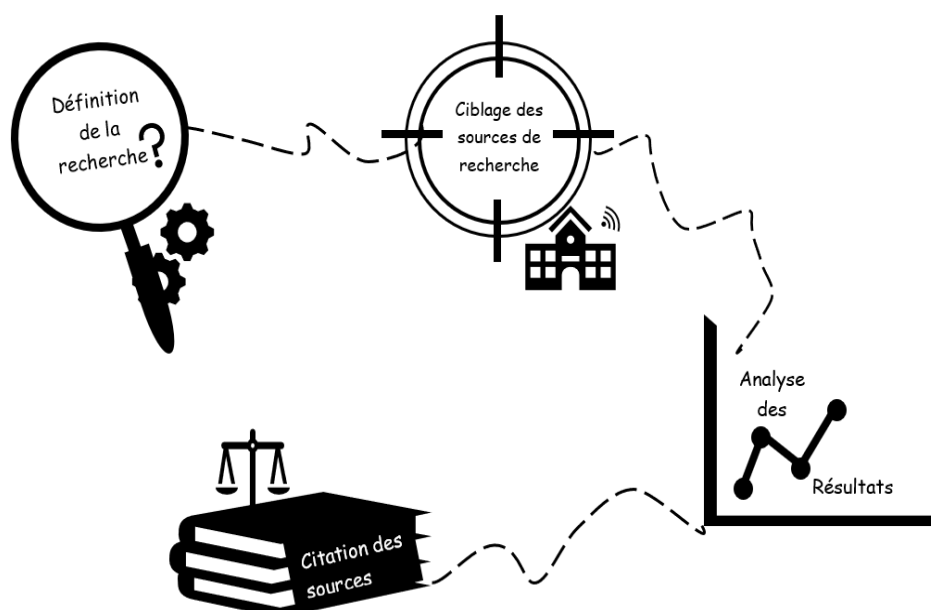 Définition
de la
recherche ?
Ciblage des
sources de
recherche
Analyse
des
Résultats
Citation des
sources